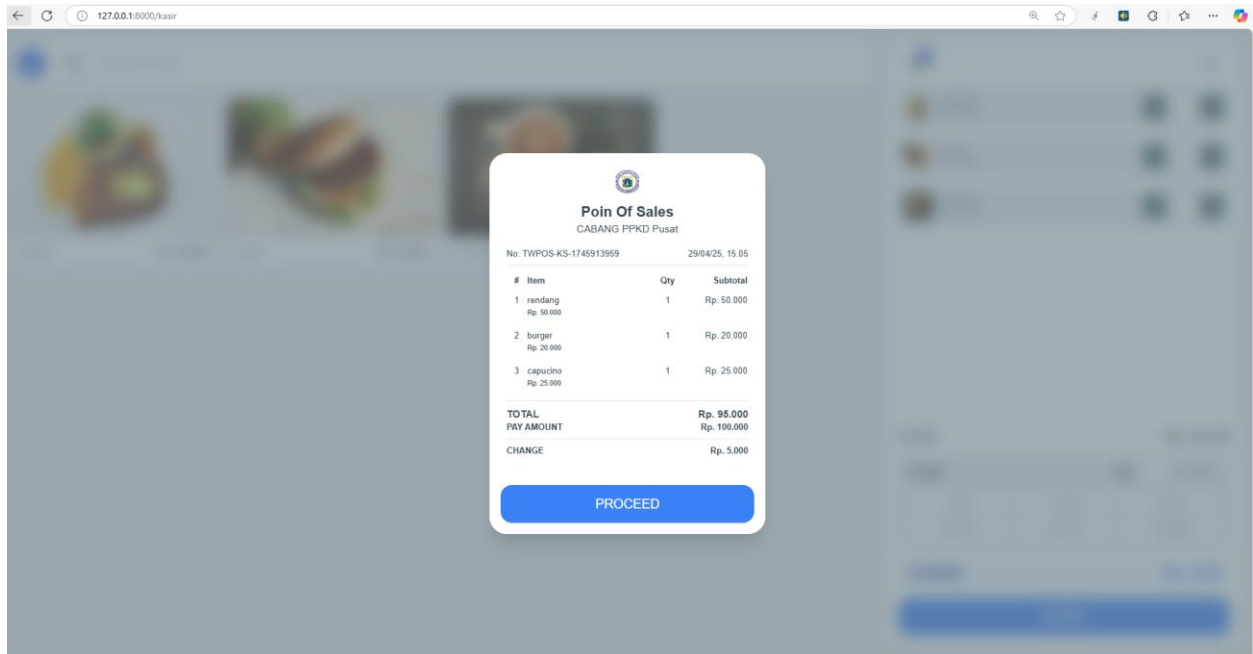 127.0.0.1:8000/kasir
Poin Of Sales
CABANG PPKD Pusat
No: TWPOS-KS-1745913959 29/04/25, 15.05
# Item Qty Subtotal
1 rendang 1 Rp. 50.000
Rp. 50.000
2 burger 1 Rp. 20.000
Rp. 20.000
3 capucino 1 Rp. 25.000
Rp. 25.000
TOTAL Rp. 95.000
PAY AMOUNT Rp. 100.000
CHANGE Rp. 5.000
PROCEED